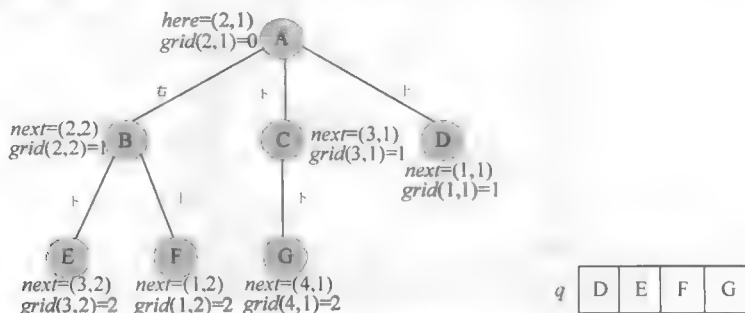 here=(2,1)
grid(2,1)=0
A
next=(2,2)
grid(2,2)=1
B
C
next=(3,1)
grid(3,1)=1
D
next=(1,1)
grid(1,1)=1
E
F
G
next=(3,2)
grid(3,2)=2
next=(1,2)
grid(1,2)=2
next=(4,1)
grid(4,1)=2
q D E F G